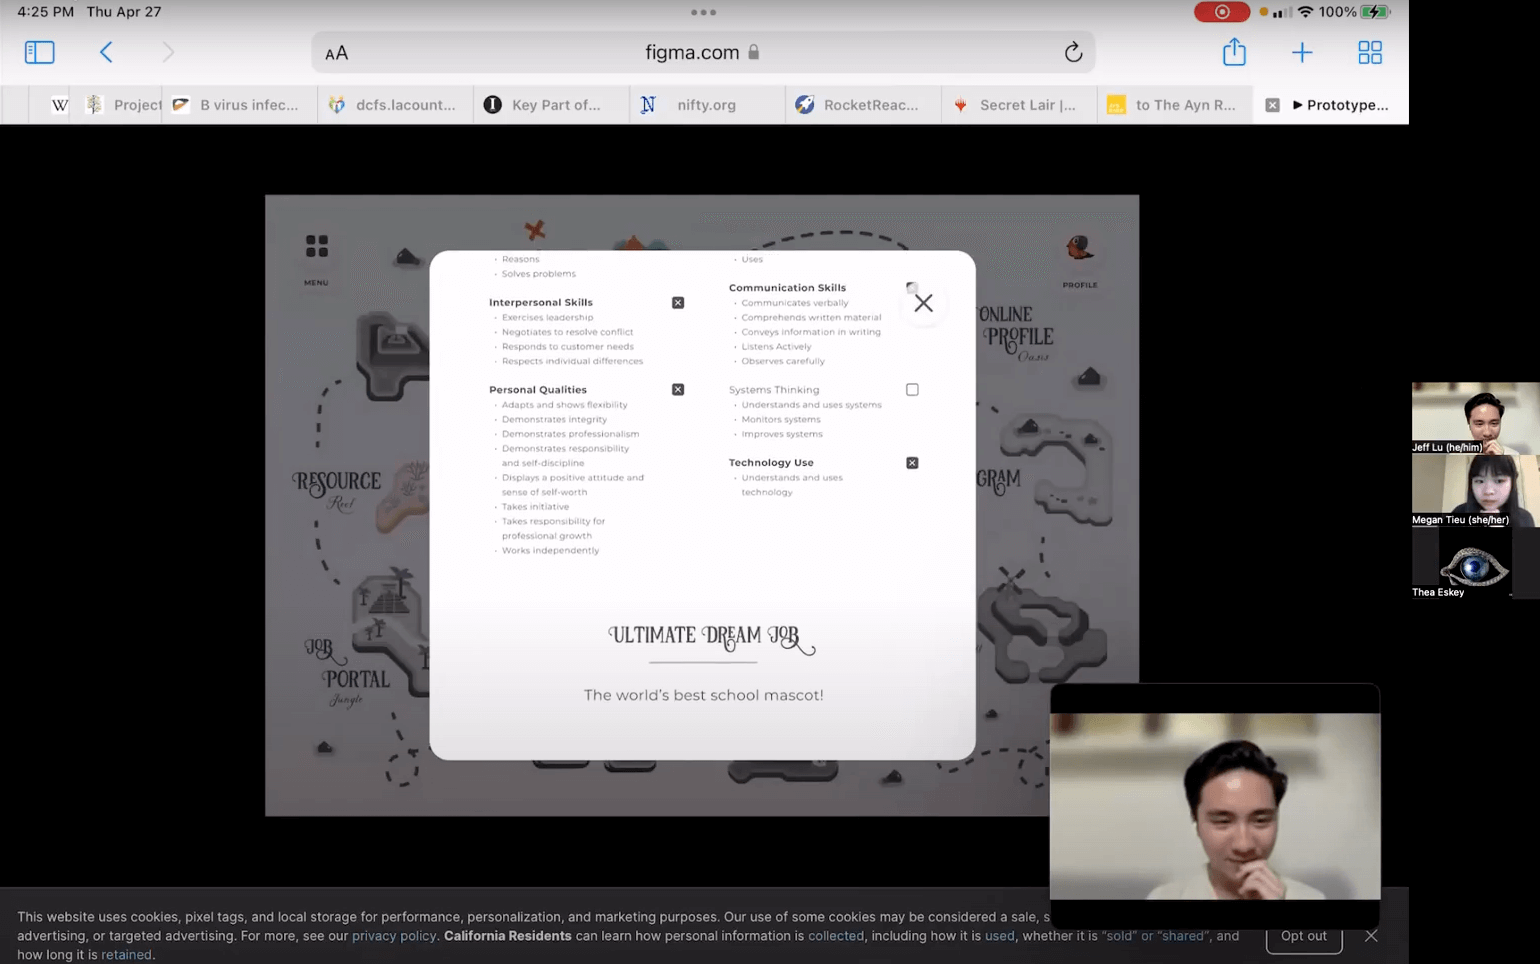 4:25 PM Thu Apr 27
100%
AA
figma.com
W
Project
B virus infec...
dcfs.lacount...
Key Part of...
nifty.org
RocketReac...
Secret Lair |...
to The Ayn R...
Prototype...
MENU
PROFILE
ONLINE
PROFILE
Oasis
RESOURCE
Reef
GRAM
JOB
PORTAL
Jungle
• Reasons
• Solves problems
Interpersonal Skills
• Exercises leadership
• Negotiates to resolve conflict
• Responds to customer needs
• Respects individual differences
Personal Qualities
• Adapts and shows flexibility
• Demonstrates integrity
• Demonstrates professionalism
• Demonstrates responsibility
and self-discipline
• Displays a positive attitude and
sense of self-worth
• Takes initiative
• Takes responsibility for
professional growth
• Works independently
• Uses
Communication Skills
• Communicates verbally
• Comprehends written material
• Conveys information in writing
• Listens Actively
• Observes carefully
Systems Thinking
• Understands and uses systems
• Monitors systems
• Improves systems
Technology Use
• Understands and uses
technology
ULTIMATE DREAM JOB
The world's best school mascot!
Jeff Lu (he/him)
Megan Tieu (she/her)
Thea Eskey
This website uses cookies, pixel tags, and local storage for performance, personalization, and marketing purposes. Our use of some cookies may be considered a sale, s
advertising, or targeted advertising. For more, see our privacy policy. California Residents can learn how personal information is collected, including how it is used, whether it is “sold” or “shared”, and
how long it is retained.
Opt out